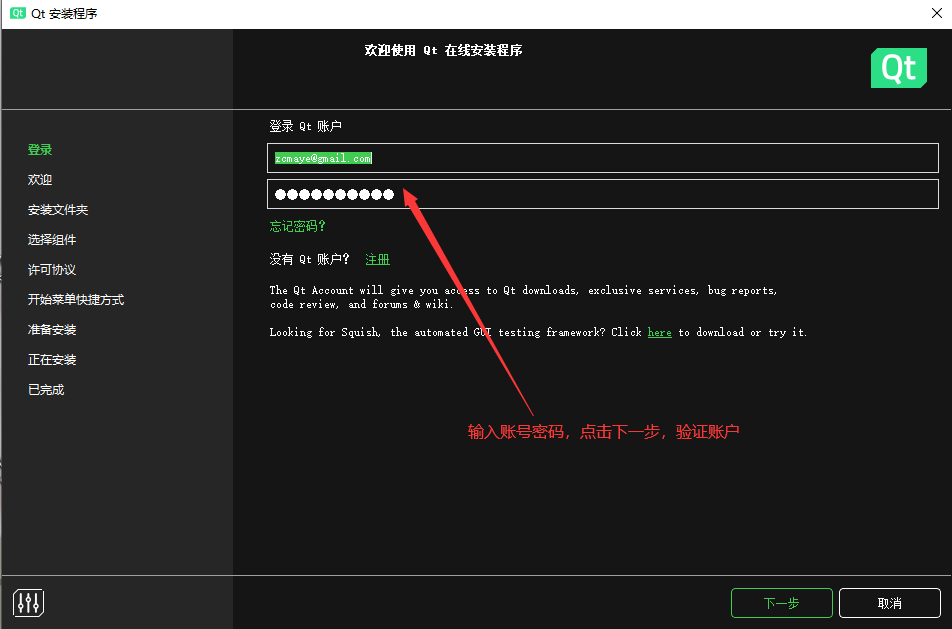 Qt Qt 安装程序
欢迎使用 Qt 在线安装程序
Qt
登录
欢迎
安装文件夹
选择组件
许可协议
开始菜单快捷方式
准备安装
正在安装
已完成
登录 Qt 账户
zcmaye@gmail.com
忘记密码?
没有 Qt 账户? 注册
The Qt Account will give you access to Qt downloads, exclusive services, bug reports,
code review, and forums & wiki.
Looking for Squish, the automated GUI testing framework? Click here to download or try it.
输入账号密码，点击下一步，验证账户
下一步
取消